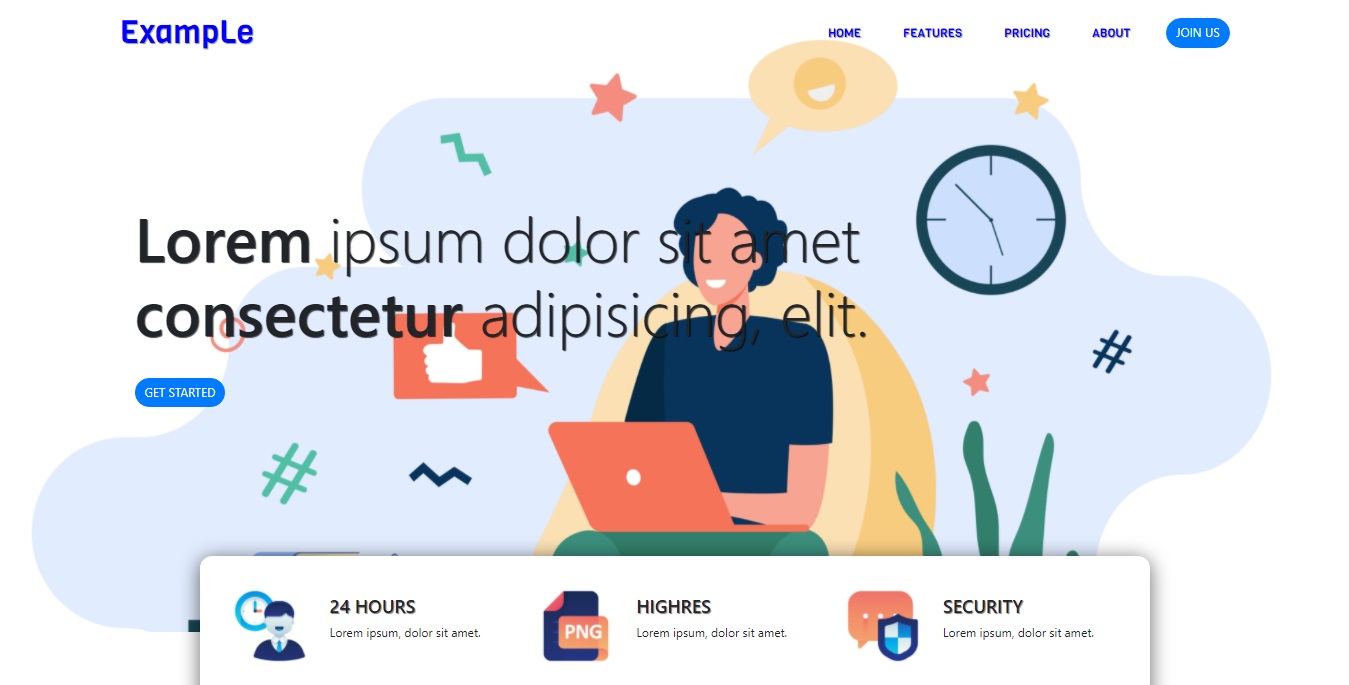 ExampLe
HOME FEATURES PRICING ABOUT JOIN US
Lorem ipsum dolor sit amet
consectetur adipisicing, elit.
GET STARTED
24 HOURS
Lorem ipsum, dolor sit amet.
PNG
HIGHRES
Lorem ipsum, dolor sit amet.
SECURITY
Lorem ipsum, dolor sit amet.